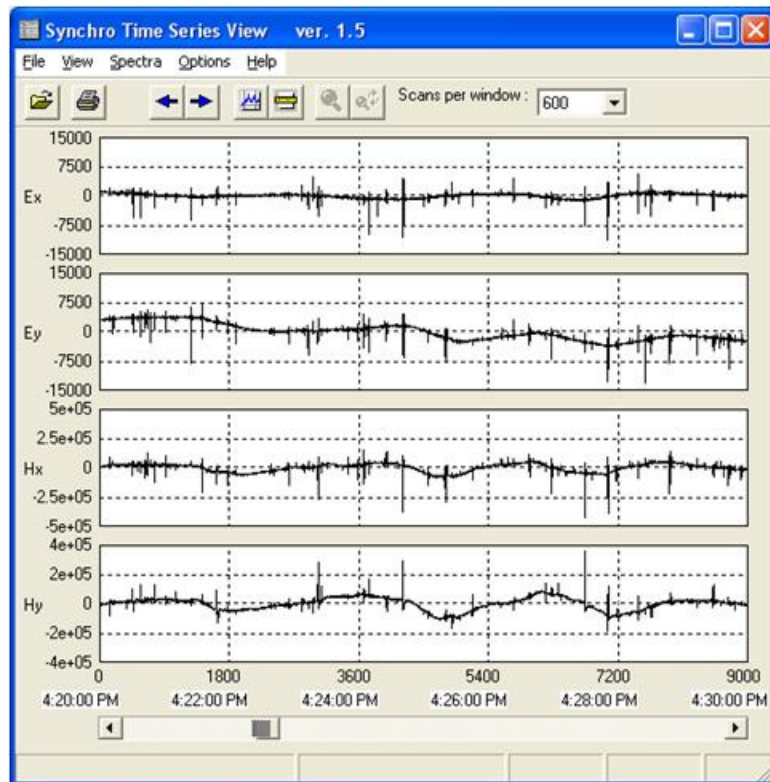 Synchro Time Series View ver. 1.5
File View Spectra Options Help
Scans per window : 600
15000
7500
Ex 0
-7500
-15000
15000
7500
Ey 0
-7500
-15000
5e+05
2.5e+05
Hx 0
-2.5e+05
-5e+05
4e+05
2e+05
Hy 0
-2e+05
-4e+05
0 1800 3600 5400 7200 9000
4:20:00 PM 4:22:00 PM 4:24:00 PM 4:26:00 PM 4:28:00 PM 4:30:00 PM